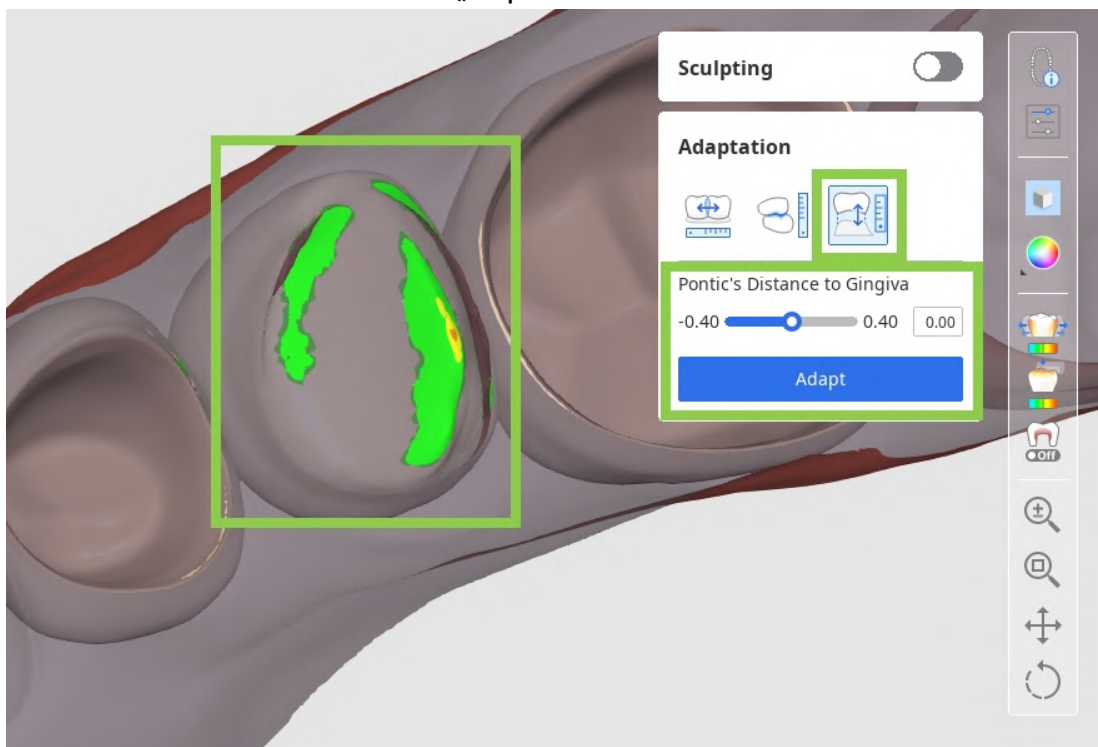 Sculpting
Adaptation
Pontic's Distance to Gingiva
-0.40 0.40 0.00
Adapt
Off